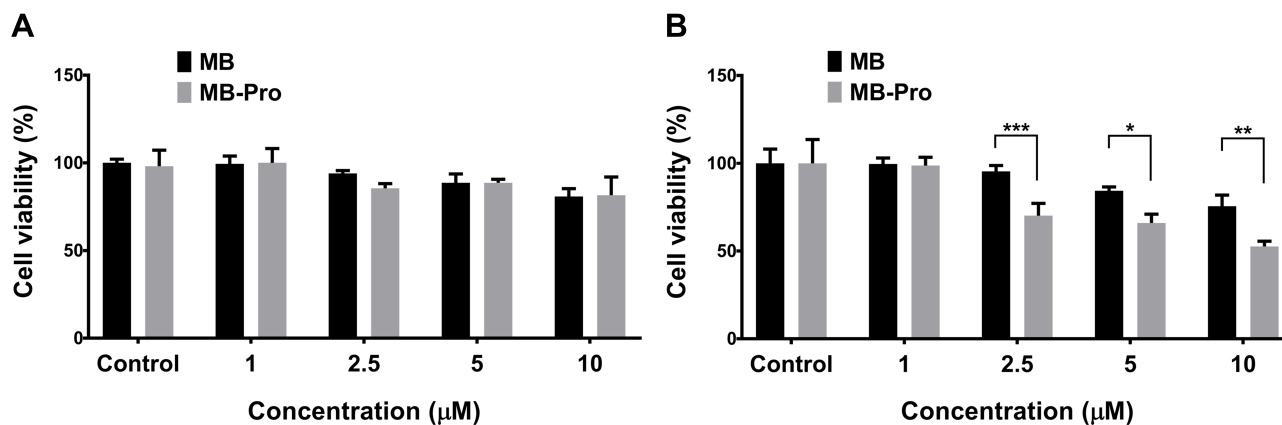 A
MB
MB-Pro
150
100
50
0
Cell viability (%)
Control 1 2.5 5 10
Concentration (μM)
B
MB
MB-Pro
150
100
50
0
Cell viability (%)
*** * **
Control 1 2.5 5 10
Concentration (μM)